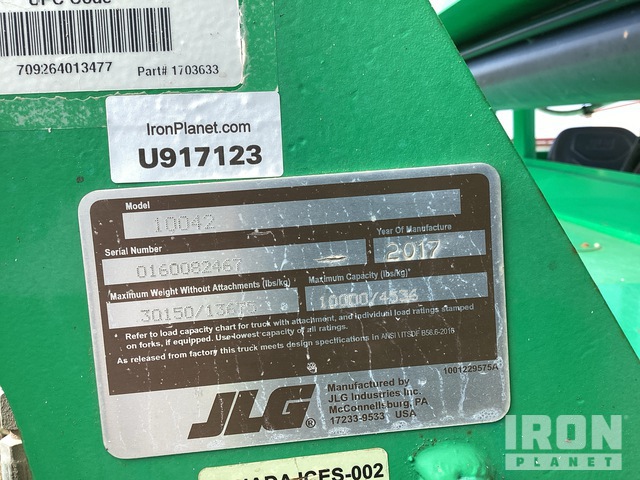 UPC Code
709264013477 Part# 1703633
IronPlanet.com
U917123
Model
10042
Serial Number
0160082467
Year Of Manufacture
2017
Maximum Weight Without Attachments (lbs/kg)
30150/13675
Maximum Capacity (lbs/kg)*
10000/4536
Refer to load capacity chart for truck with attachment, and individual load ratings stamped
on forks, if equipped. Use lowest capacity of all ratings.
As released from factory this truck meets design specifications in ANSI / ITSDF B56.6-2016
1001229575A
JLG®
Manufactured by
JLG Industries Inc.
McConnellsburg, PA
17233-9533 USA
ICES-002
IRON
PLANET